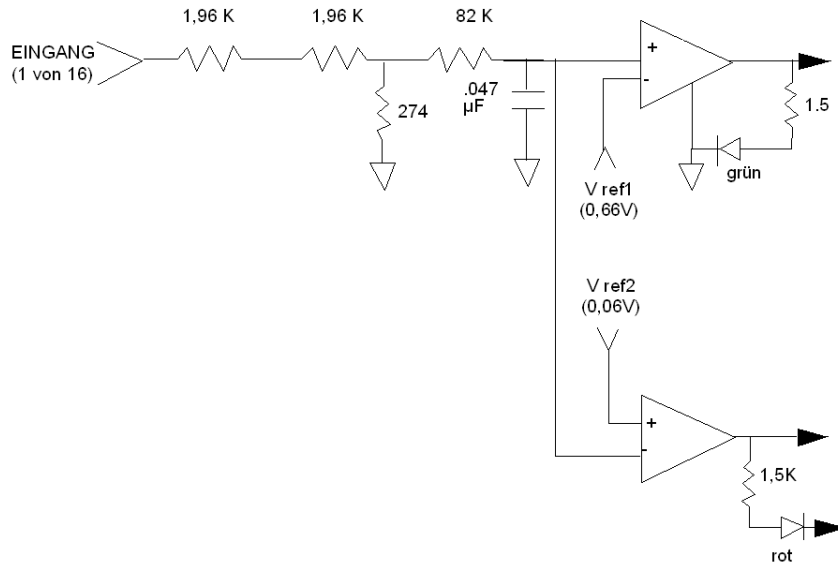 1,96 K
1,96 K
82 K
EINGANG
(1 von 16)
274
.047
µF
+
-
1.5
grün
V ref1
(0,66V)
V ref2
(0,06V)
+
-
1,5K
rot